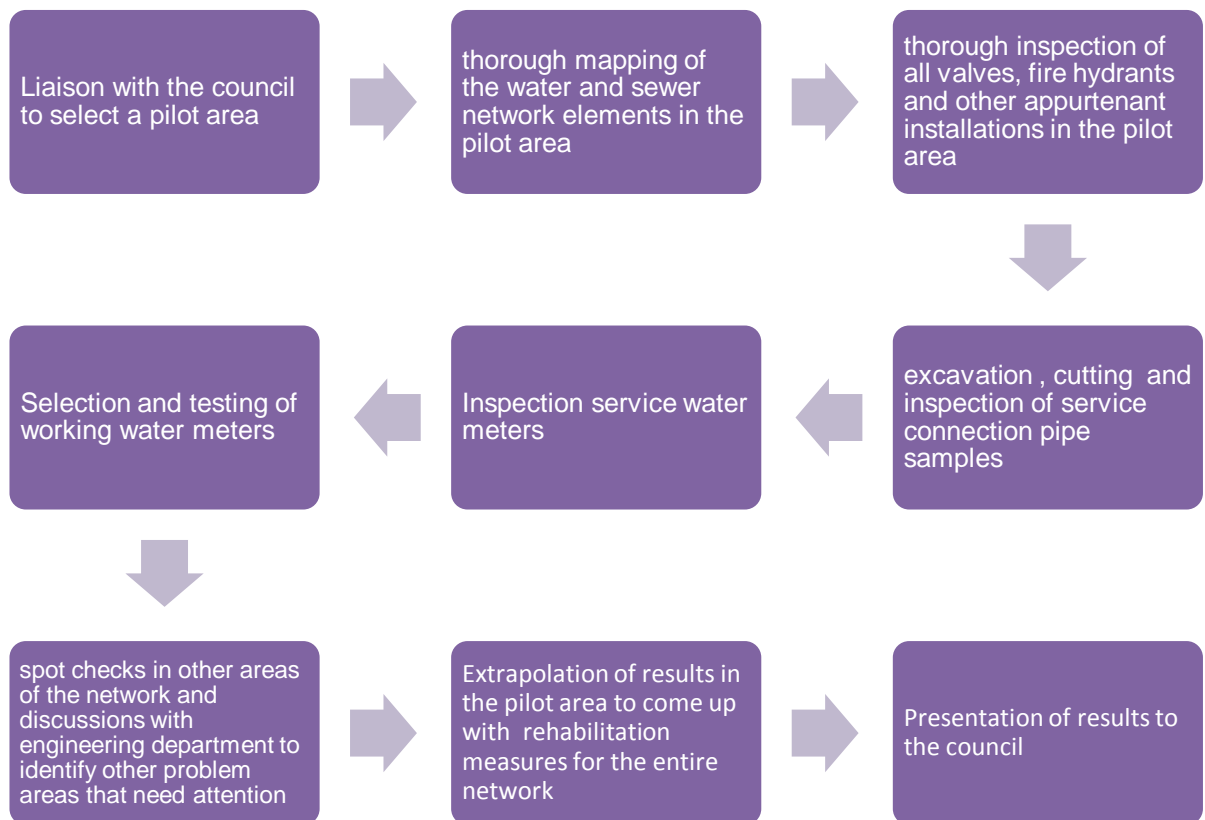 Liaison with the council
to select a pilot area
thorough mapping of
the water and sewer
network elements in the
pilot area
thorough inspection of
all valves, fire hydrants
and other appurtenant
installations in the pilot
area
excavation , cutting and
inspection of service
connection pipe
samples
Inspection service water
meters
Selection and testing of
working water meters
spot checks in other areas
of the network and
discussions with
engineering department to
identify other problem
areas that need attention
Extrapolation of results in
the pilot area to come up
with rehabilitation
measures for the entire
network
Presentation of results to
the council